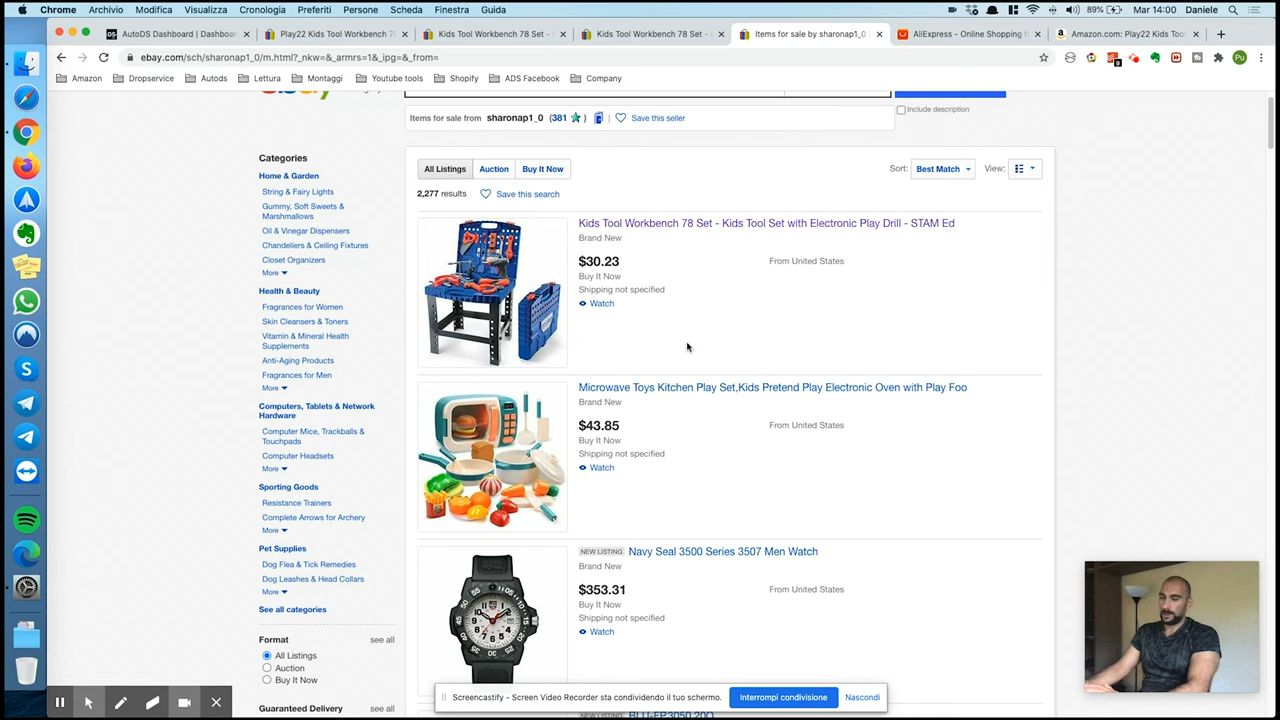 Chrome Archivio Modifica Visualizza Cronologia Preferiti Persone Scheda Finestra Guida 89% Mar 14:00 Daniele
AutoDS Dashboard | Dashboa Play22 Kids Tool Workbench 7 Kids Tool Workbench 78 Set - Kids Tool Workbench 78 Set - Items for sale by sharonap1_0 AliExpress - Online Shopping f Amazon.com: Play22 Kids Tool
ebay.com/sch/sharonap1_0/m.html?_nkw=&_armrs=1&_ipg=&_from=
Amazon Dropservice Autods Lettura Montaggi Youtube tools Shopify ADS Facebook Company
Include description
Items for sale from sharonap1_0 (381 ) | Save this seller
Categories
Home & Garden
String & Fairy Lights
Gummy, Soft Sweets &
Marshmallows
Oil & Vinegar Dispensers
Chandeliers & Ceiling Fixtures
Closet Organizers
More
Health & Beauty
Fragrances for Women
Skin Cleansers & Toners
Vitamin & Mineral Health
Supplements
Anti-Aging Products
Fragrances for Men
More
Computers, Tablets & Network
Hardware
Computer Mice, Trackballs &
Touchpads
Computer Headsets
More
Sporting Goods
Resistance Trainers
Complete Arrows for Archery
More
Pet Supplies
Dog Flea & Tick Remedies
Dog Leashes & Head Collars
More
See all categories
Format see all
All Listings
Auction
Buy It Now
Guaranteed Delivery see all
All Listings Auction Buy It Now Sort: Best Match View:
2,277 results Save this search
Kids Tool Workbench 78 Set - Kids Tool Set with Electronic Play Drill - STAM Ed
Brand New
$30.23 From United States
Buy It Now
Shipping not specified
Watch
Microwave Toys Kitchen Play Set,Kids Pretend Play Electronic Oven with Play Foo
Brand New
$43.85 From United States
Buy It Now
Shipping not specified
Watch
NEW LISTING Navy Seal 3500 Series 3507 Men Watch
Brand New
$353.31 From United States
Buy It Now
Shipping not specified
Watch
Screencastify - Screen Video Recorder sta condividendo il tuo schermo. Interrompi condivisione Nascondi